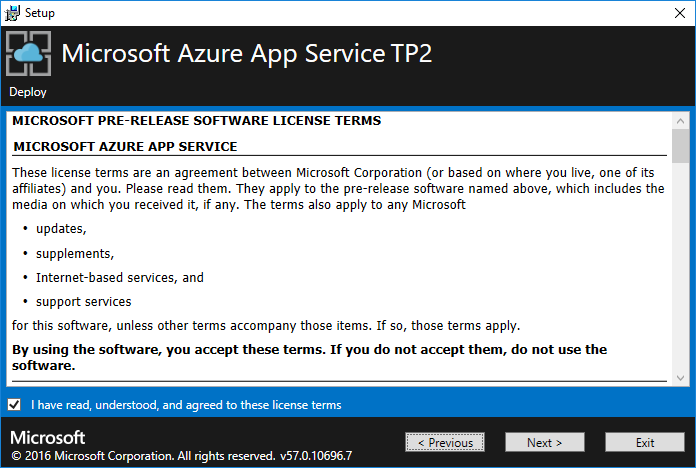 Setup
Microsoft Azure App Service TP2
Deploy
MICROSOFT PRE-RELEASE SOFTWARE LICENSE TERMS
MICROSOFT AZURE APP SERVICE
These license terms are an agreement between Microsoft Corporation (or based on where you live, one of its
affiliates) and you. Please read them. They apply to the pre-release software named above, which includes the
media on which you received it, if any. The terms also apply to any Microsoft
• updates,
• supplements,
• Internet-based services, and
• support services
for this software, unless other terms accompany those items. If so, those terms apply.
By using the software, you accept these terms. If you do not accept them, do not use the
software.
I have read, understood, and agreed to these license terms
Microsoft
© 2016 Microsoft Corporation. All rights reserved. v57.0.10696.7
< Previous
Next >
Exit